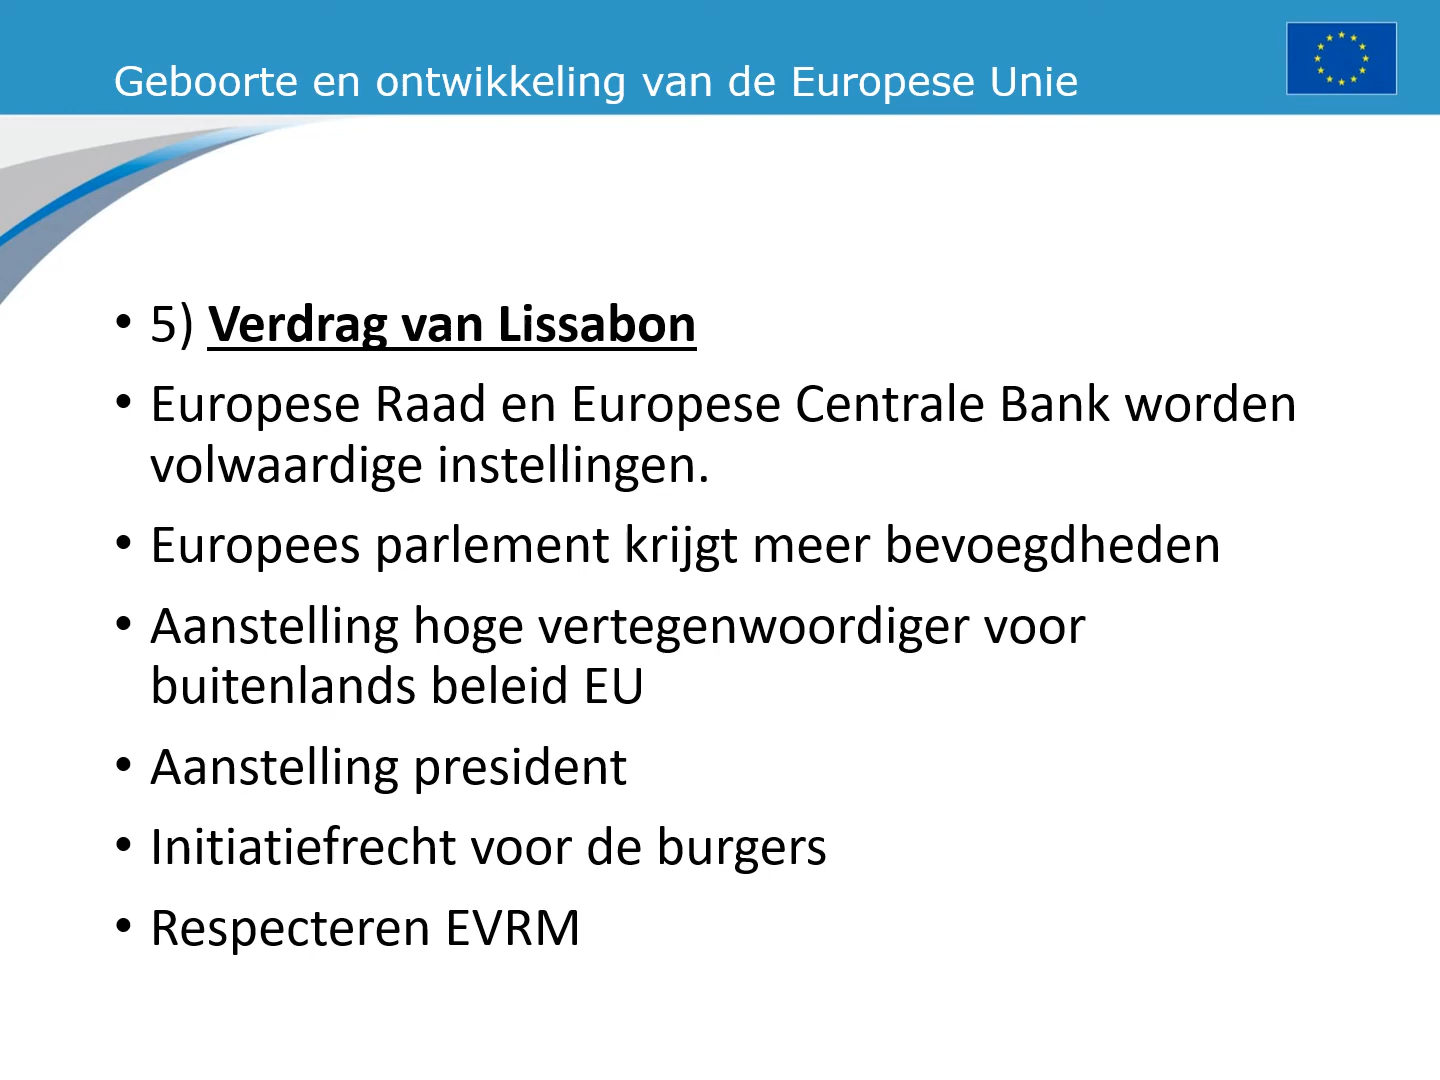 Geboorte en ontwikkeling van de Europese Unie
• 5) Verdrag van Lissabon
• Europese Raad en Europese Centrale Bank worden
volwaardige instellingen.
• Europees parlement krijgt meer bevoegdheden
• Aanstelling hoge vertegenwoordiger voor
buitenlands beleid EU
• Aanstelling president
• Initiatiefrecht voor de burgers
• Respecteren EVRM